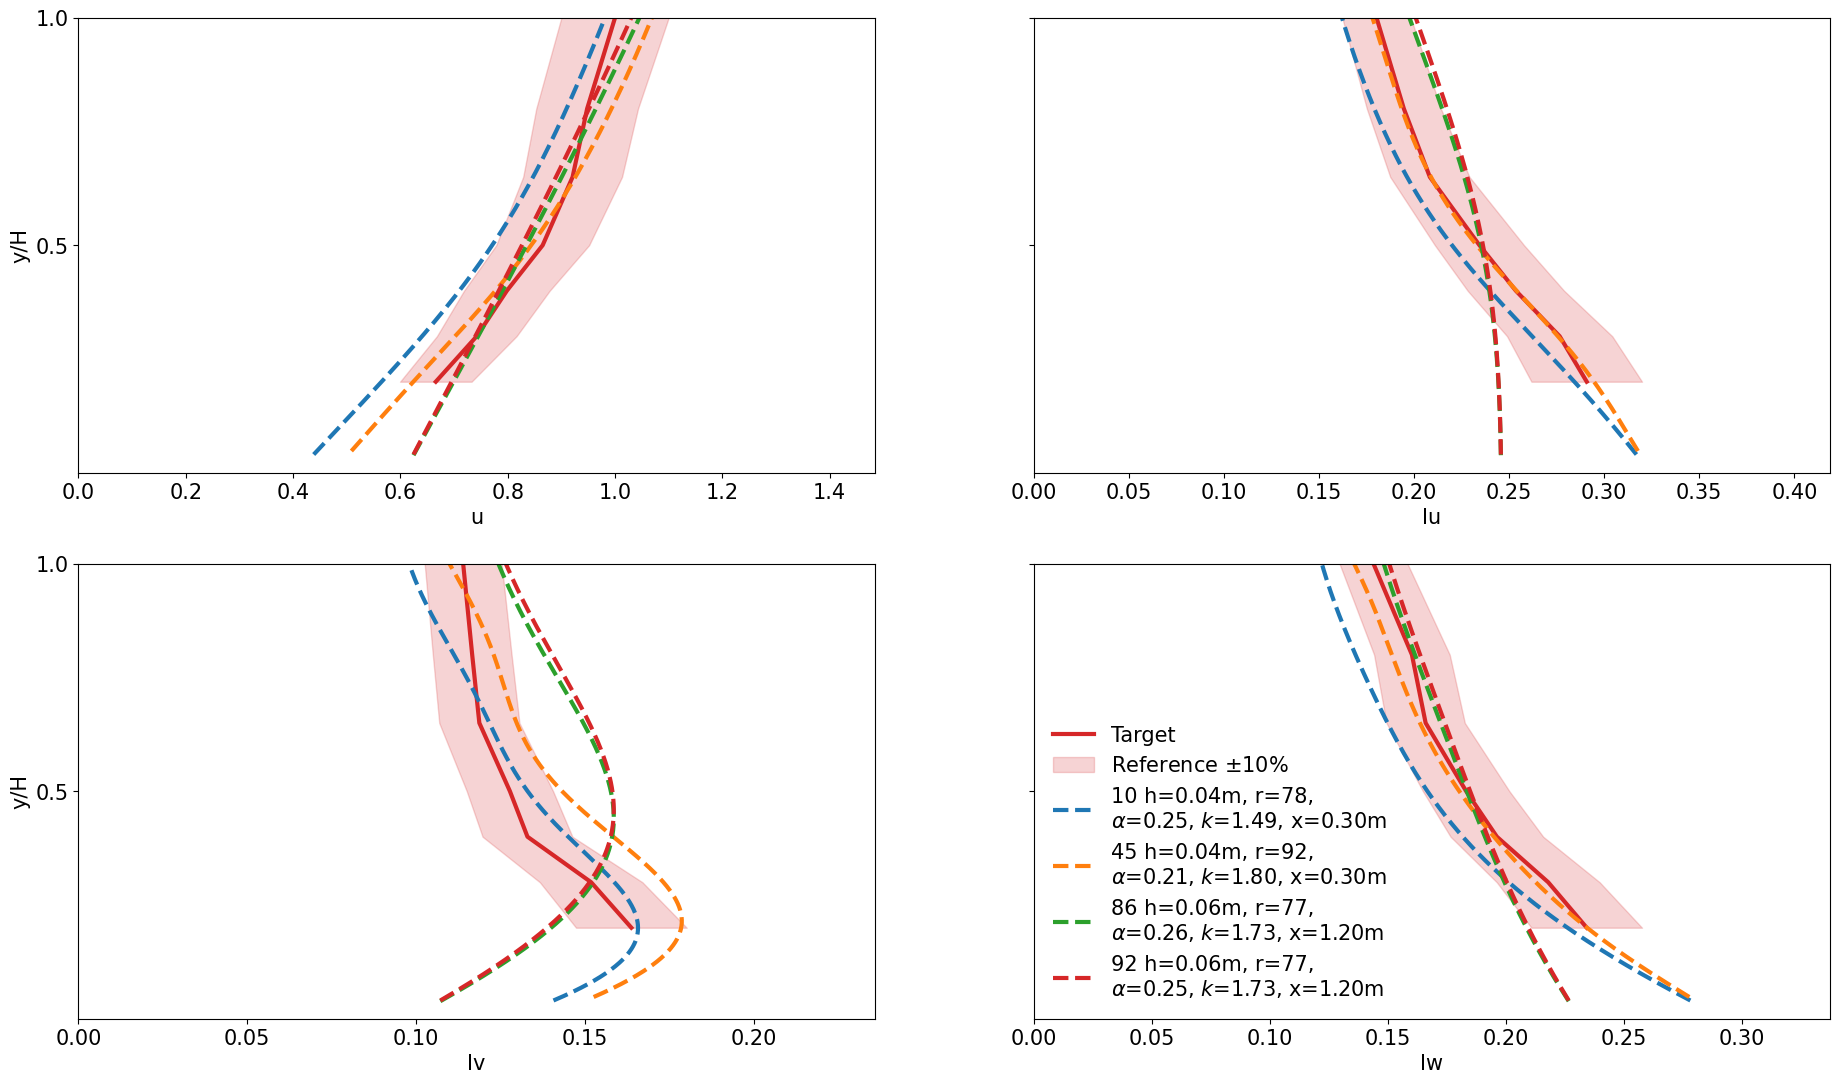 1.0
0.5
y/H
0.0 0.2 0.4 0.6 0.8 1.0 1.2 1.4
u
0.00 0.05 0.10 0.15 0.20 0.25 0.30 0.35 0.40
Iu
1.0
0.5
y/H
0.00 0.05 0.10 0.15 0.20
Iv
Target
Reference ±10%
10 h=0.04m, r=78,
α=0.25, k=1.49, x=0.30m
45 h=0.04m, r=92,
α=0.21, k=1.80, x=0.30m
86 h=0.06m, r=77,
α=0.26, k=1.73, x=1.20m
92 h=0.06m, r=77,
α=0.25, k=1.73, x=1.20m
0.00 0.05 0.10 0.15 0.20 0.25 0.30
Iw